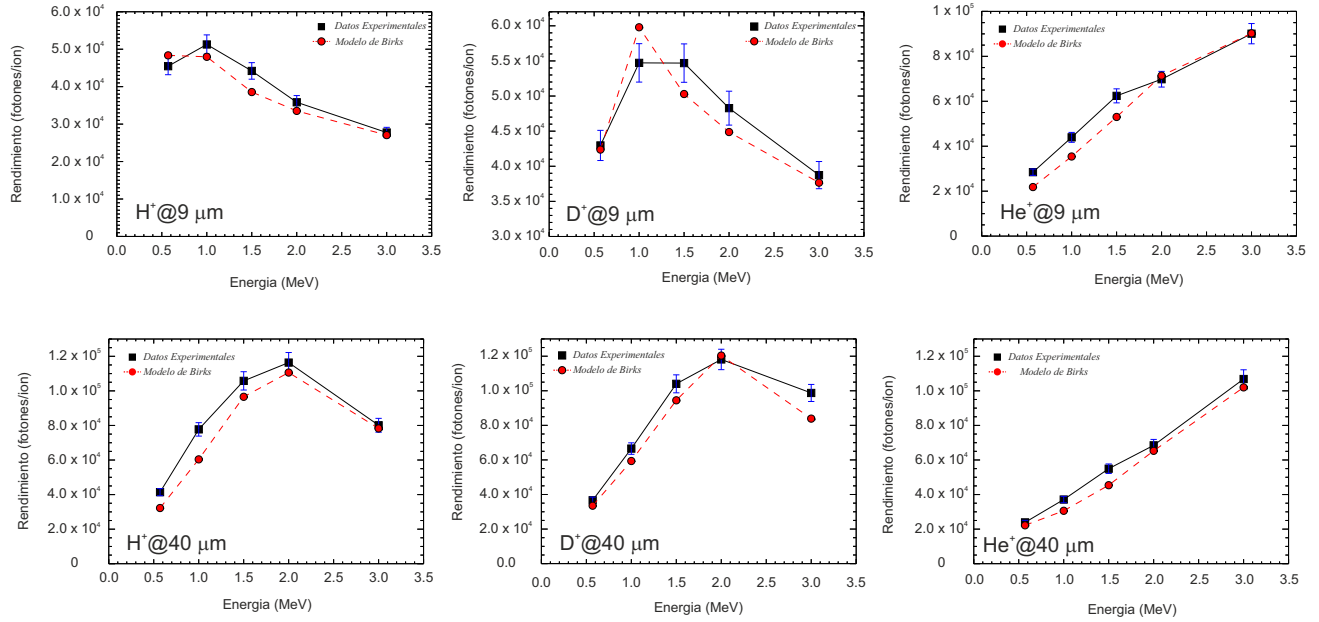 Rendimiento (fotones/ion)
6.0 x 10⁴
5.0 x 10⁴
4.0 x 10⁴
3.0 x 10⁴
2.0 x 10⁴
1.0 x 10⁴
0
Datos Experimentales
Modelo de Birks
H⁺@9 μm
0.0 0.5 1.0 1.5 2.0 2.5 3.0 3.5
Energia (MeV)
Rendimiento (fotones/ion)
6.0 x 10⁴
5.5 x 10⁴
5.0 x 10⁴
4.5 x 10⁴
4.0 x 10⁴
3.5 x 10⁴
3.0 x 10⁴
Datos Experimentales
Modelo de Birks
D⁺@9 μm
0.0 0.5 1.0 1.5 2.0 2.5 3.0 3.5
Energia (MeV)
Rendimiento (fotones/ion)
1 x 10⁵
8 x 10⁴
6 x 10⁴
4 x 10⁴
2 x 10⁴
0
Datos Experimentales
Modelo de Birks
He⁺@9 μm
0.0 0.5 1.0 1.5 2.0 2.5 3.0 3.5
Energia (MeV)
Rendimiento (fotones/ion)
1.2 x 10⁵
1.0 x 10⁵
8.0 x 10⁴
6.0 x 10⁴
4.0 x 10⁴
2.0 x 10⁴
0
Datos Experimentales
Modelo de Birks
H⁺@40 μm
0.0 0.5 1.0 1.5 2.0 2.5 3.0 3.5
Energia (MeV)
Rendimiento (fotones/ion)
1.2 x 10⁵
1.0 x 10⁵
8.0 x 10⁴
6.0 x 10⁴
4.0 x 10⁴
2.0 x 10⁴
0.0
Datos Experimentales
Modelo de Birks
D⁺@40 μm
0.0 0.5 1.0 1.5 2.0 2.5 3.0 3.5
Energia (MeV)
Rendimiento (fotones/ion)
1.2 x 10⁵
1.0 x 10⁵
8.0 x 10⁴
6.0 x 10⁴
4.0 x 10⁴
2.0 x 10⁴
0
Datos Experimentales
Modelo de Birks
He⁺@40 μm
0.0 0.5 1.0 1.5 2.0 2.5 3.0 3.5
Energia (MeV)